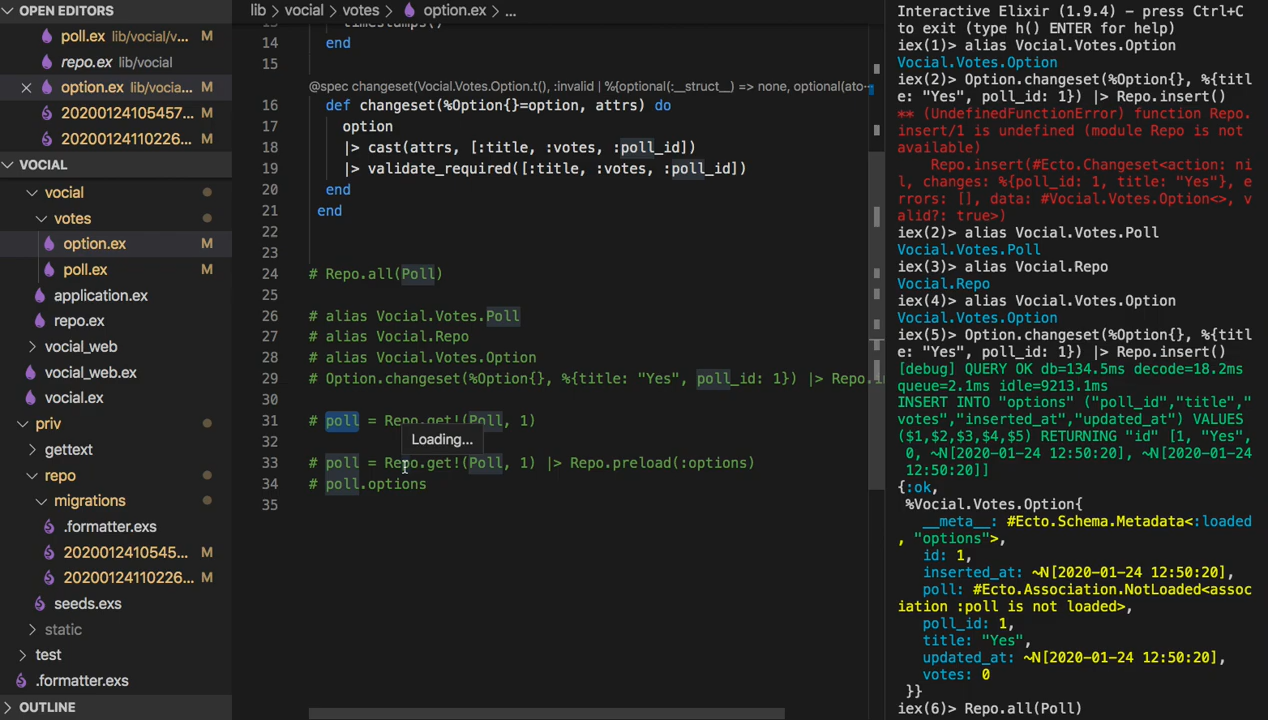 OPEN EDITORS
poll.ex lib/vocial/v... M
repo.ex lib/vocial
option.ex lib/vocia... M
20200124105457... M
20200124110226... M
VOCIAL
vocial
votes
option.ex M
poll.ex M
application.ex
repo.ex
vocial_web
vocial_web.ex
vocial.ex
priv
gettext
repo
migrations
.formatter.exs
2020012410545... M
2020012411022​6... M
seeds.exs
static
test
.formatter.exs
OUTLINE
lib > vocial > votes > option.ex > ...
timestamps()
14 end
15
@spec changeset(Vocial.Votes.Option.t(), :invalid | %{optional(:__struct__) => none, optional(ato
16 def changeset(%Option{}=option, attrs) do
17 option
18 |> cast(attrs, [:title, :votes, :poll_id])
19 |> validate_required([:title, :votes, :poll_id])
20 end
21 end
22
23
24 # Repo.all(Poll)
25
26 # alias Vocial.Votes.Poll
27 # alias Vocial.Repo
28 # alias Vocial.Votes.Option
29 # Option.changeset(%Option{}, %{title: "Yes", poll_id: 1}) |> Repo.i
30
31 # poll = Repo.get!(Poll, 1)
32
Loading...
33 # poll = Repo.get!(Poll, 1) |> Repo.preload(:options)
34 # poll.options
35
Interactive Elixir (1.9.4) - press Ctrl+C
to exit (type h() ENTER for help)
iex(1)> alias Vocial.Votes.Option
Vocial.Votes.Option
iex(2)> Option.changeset(%Option{}, %{titl
e: "Yes", poll_id: 1}) |> Repo.insert()
** (UndefinedFunctionError) function Repo.
insert/1 is undefined (module Repo is not
available)
Repo.insert(#Ecto.Changeset<action: ni
l, changes: %{poll_id: 1, title: "Yes"}, e
rrors: [], data: #Vocial.Votes.Option<>, v
alid?: true>)
iex(2)> alias Vocial.Votes.Poll
Vocial.Votes.Poll
iex(3)> alias Vocial.Repo
Vocial.Repo
iex(4)> alias Vocial.Votes.Option
Vocial.Votes.Option
iex(5)> Option.changeset(%Option{}, %{titl
e: "Yes", poll_id: 1}) |> Repo.insert()
[debug] QUERY OK db=134.5ms decode=18.2ms
queue=2.1ms idle=9213.1ms
INSERT INTO "options" ("poll_id","title","
votes","inserted_at","updated_at") VALUES
($1,$2,$3,$4,$5) RETURNING "id" [1, "Yes",
0, ~N[2020-01-24 12:50:20], ~N[2020-01-24
12:50:20]]
{:ok,
%Vocial.Votes.Option{
__meta__: #Ecto.Schema.Metadata<:loaded
, "options">,
id: 1,
inserted_at: ~N[2020-01-24 12:50:20],
poll: #Ecto.Association.NotLoaded<assoc
iation :poll is not loaded>,
poll_id: 1,
title: "Yes",
updated_at: ~N[2020-01-24 12:50:20],
votes: 0
}}
iex(6)> Repo.all(Poll)